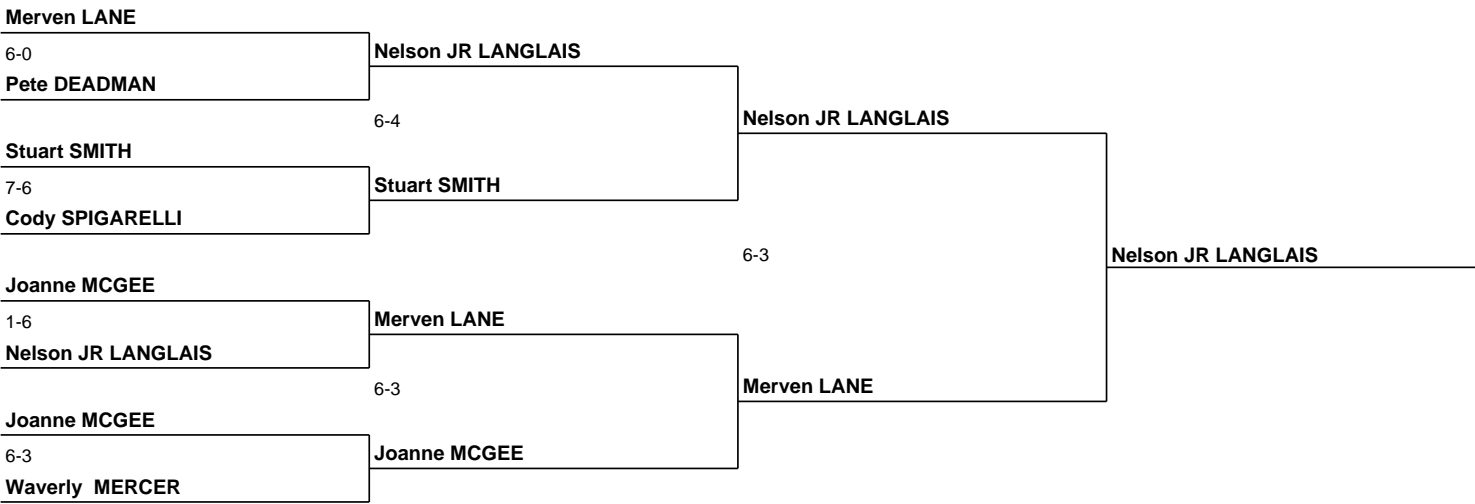 Merven LANE
6-0
Pete DEADMAN
Stuart SMITH
7-6
Cody SPIGARELLI
Joanne MCGEE
1-6
Nelson JR LANGLAIS
Joanne MCGEE
6-3
Waverly  MERCER
Nelson JR LANGLAIS
6-4
Stuart SMITH
Merven LANE
6-3
Joanne MCGEE
Nelson JR LANGLAIS
6-3
Merven LANE
Nelson JR LANGLAIS